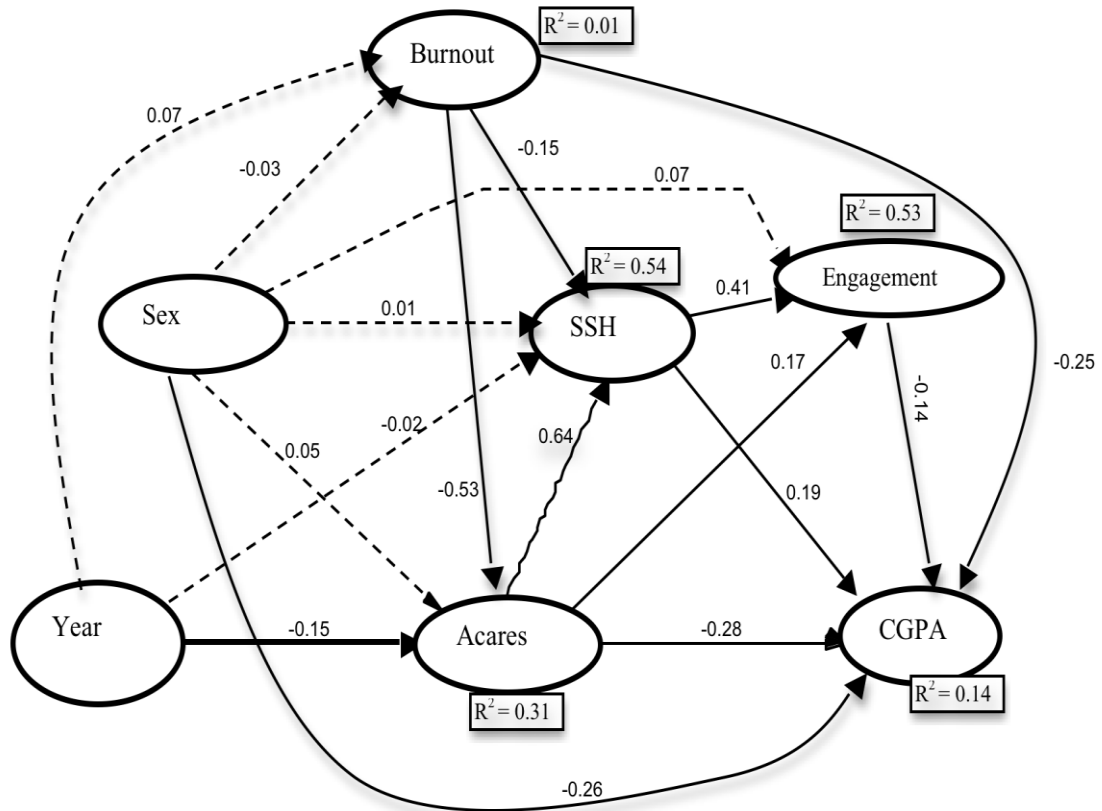 R² = 0.01
Burnout
0.07
-0.03
-0.15
0.07
R² = 0.53
R² = 0.54
Engagement
Sex
0.01
SSH
0.41
0.17
-0.25
-0.14
0.05
-0.02
0.64
-0.53
0.19
Year
-0.15
Acares
-0.28
CGPA
R² = 0.31
R² = 0.14
-0.26